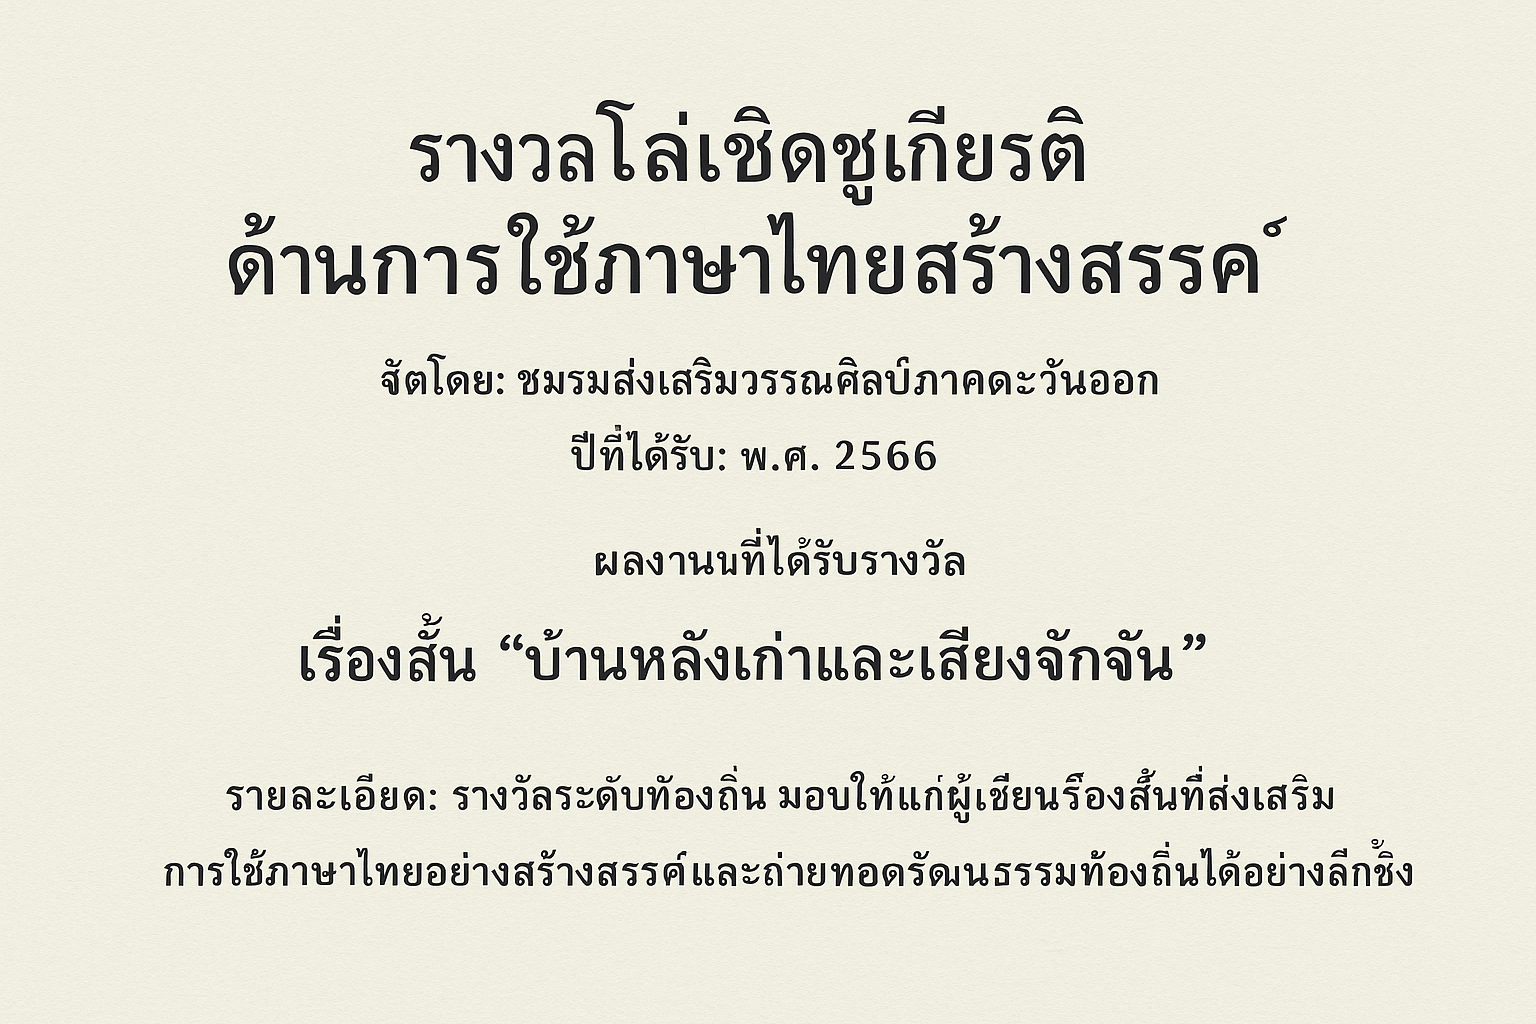 รางวลโล่เชิดชูเกียรติ
ด้านการใช้ภาษาไทยสร้างสรรค์
จัตโดย: ชมรมส่งเสริมวรรณศิลป์ภาคดะวันออก
ปีที่ได้รับ: พ.ศ. 2566
ผลงานนที่ได้รับรางวัล
เรื่องสั้น “บ้านหลังเก่าและเสียงจักจัน”
รายละเอียด: รางวัลระดับทัองถิ่น มอบใท้แก่ผู้เชียนรืองสื้นที่ส่งเสริม
การใช้ภาษาไทยอย่างสร้างสรรค์และถ่ายทอดรัฒนธรรมท้องถิ่นได้อย่างลีกชิ้ง